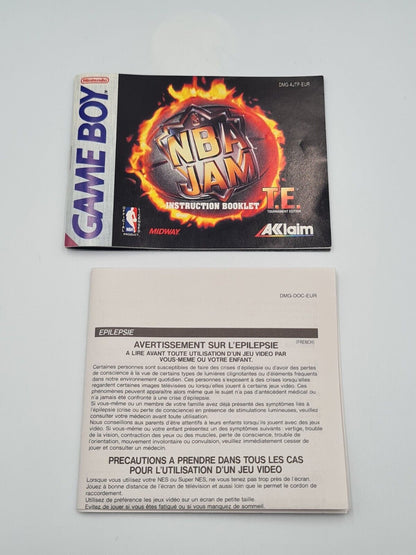 Nintendo
GAME BOY
DMG-AJTP-EUR
NBA
JAM
INSTRUCTION BOOKLET
T.E.
TOURNAMENT EDITION
NBA
MIDWAY
AKKlaim
DMG-DOC-EUR
EPILEPSIE
AVERTISSEMENT SUR L'EPILEPSIE
(FRENCH)
A LIRE AVANT TOUTE UTILISATION D'UN JEU VIDEO PAR
VOUS-MEME OU VOTRE ENFANT.
Certaines personnes sont susceptibles de faire des crises d'épilepsie ou d'avoir des pertes
de conscience à la vue de certains types de lumières clignotantes ou d'éléments fréquents
dans notre environnement quotidien. Ces personnes s'exposent à des crises lorsqu'elles
regardent certaines images télévisées ou lorsqu'elles jouent à certains jeux vidéo. Ces
phénomènes peuvent apparaître alors même que le sujet n'a pas d'antécédent médical ou
n'a jamais été confronté à une crise d'épilepsie.
Si vous-même ou un membre de votre famille avez déjà présenté des symptômes liés à
l'épilepsie (crise ou perte de conscience) en présence de stimulations lumineuses, veuillez
consulter votre médecin avant toute utilisation.
Nous conseillons aux parents d'être attentifs à leurs enfants lorsqu'ils jouent avec des jeux
vidéo. Si vous-même ou votre enfant présentez un des symptômes suivants : vertige, trouble
de la vision, contraction des yeux ou des muscles, perte de conscience, trouble de
l'orientation, mouvement involontaire ou convulsion, veuillez immédiatement cesser de
jouer et consulter un médecin.
PRECAUTIONS A PRENDRE DANS TOUS LES CAS
POUR L'UTILISATION D'UN JEU VIDEO
Lorsque vous utilisez votre NES ou Super NES, ne vous tenez pas trop près de l'écran.
Jouez à bonne distance de l'écran de télévision et aussi loin que le permet le cordon de
raccordement.
Utilisez de préférence les jeux vidéo sur un écran de petite taille.
Evitez de jouer si vous êtes fatigué ou si vous manquez de sommeil.